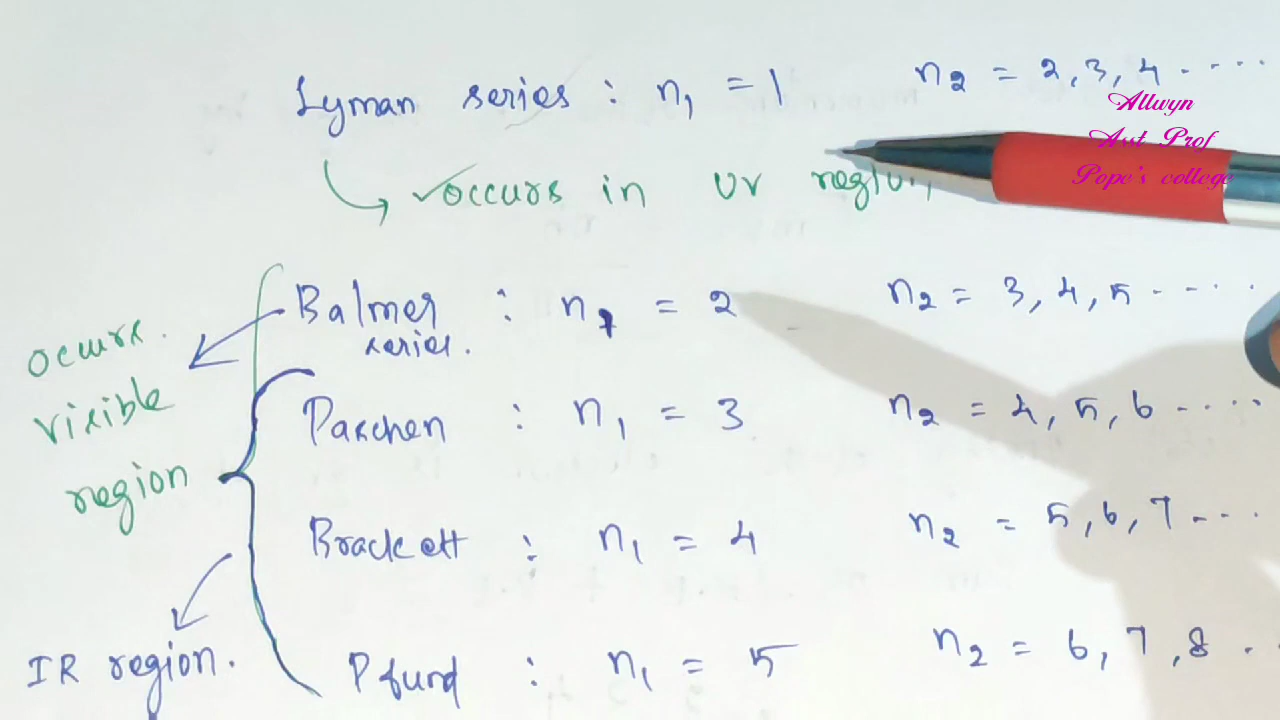 Lyman series : n₁ = 1 n₂ = 2, 3, 4 - - - -
Allwyn
Asst Prof
Pope's college
occurs in UV region,
Balmer : n₁ = 2 n₂ = 3, 4, 5 - - - -
series.
occurs.
visible
region
Paschen : n₁ = 3 n₂ = 4, 5, 6 - - - -
Brackett : n₁ = 4 n₂ = 5, 6, 7 - - -
IR region.
Pfund : n₁ = 5 n₂ = 6, 7, 8 - -